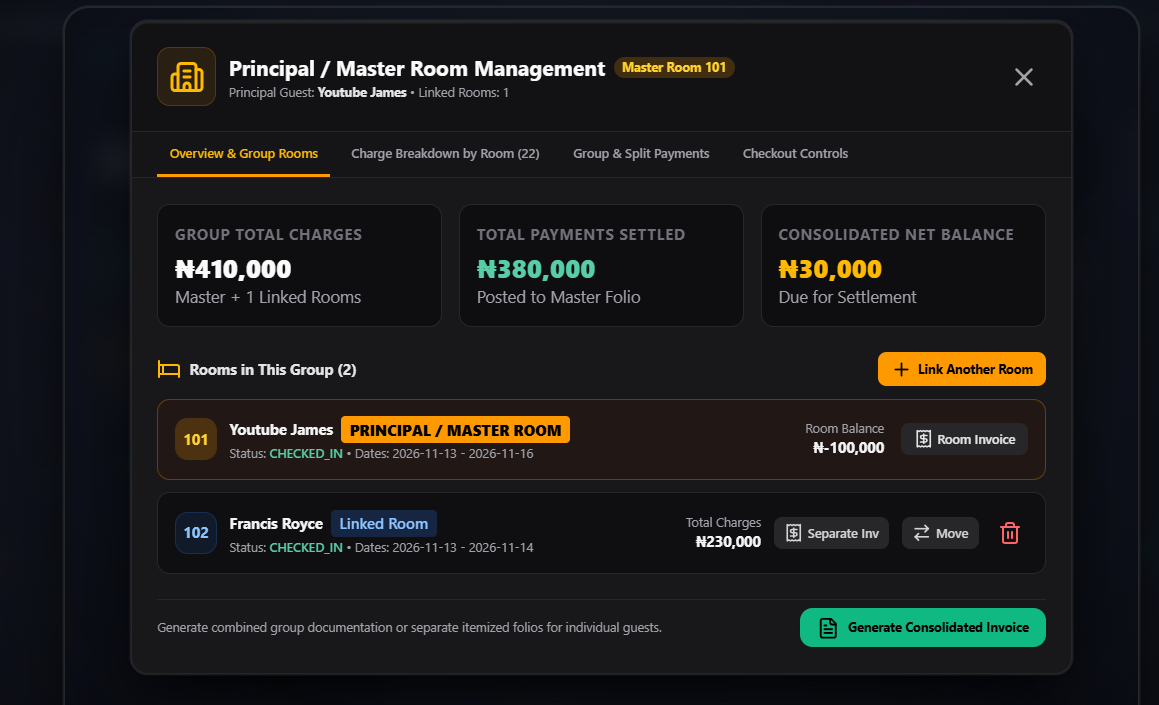 Principal / Master Room Management Master Room 101
Principal Guest: Youtube James • Linked Rooms: 1
Overview & Group Rooms Charge Breakdown by Room (22) Group & Split Payments Checkout Controls
GROUP TOTAL CHARGES
₦410,000
Master + 1 Linked Rooms
TOTAL PAYMENTS SETTLED
₦380,000
Posted to Master Folio
CONSOLIDATED NET BALANCE
₦30,000
Due for Settlement
Rooms in This Group (2)
+ Link Another Room
101
Youtube James PRINCIPAL / MASTER ROOM
Status: CHECKED_IN • Dates: 2026-11-13 - 2026-11-16
Room Balance
₦-100,000
Room Invoice
102
Francis Royce Linked Room
Status: CHECKED_IN • Dates: 2026-11-13 - 2026-11-14
Total Charges
₦230,000
Separate Inv
Move
Generate combined group documentation or separate itemized folios for individual guests.
Generate Consolidated Invoice